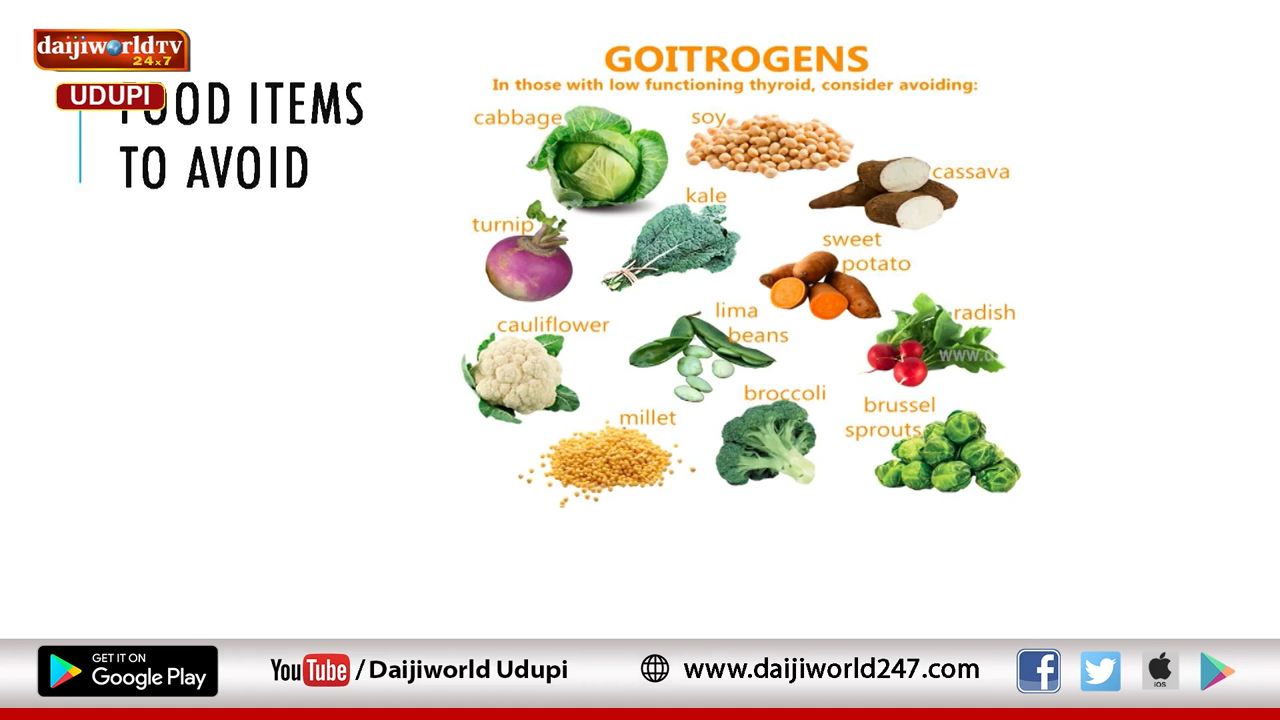 daijiworldTV
24x7
UDUPI
FOOD ITEMS
TO AVOID
GOITROGENS
In those with low functioning thyroid, consider avoiding:
cabbage
soy
cassava
kale
turnip
sweet
potato
lima
beans
radish
cauliflower
www.d
broccoli
millet
brussel
sprouts
GET IT ON
Google Play
YouTube / Daijiworld Udupi
www.daijiworld247.com
iOS